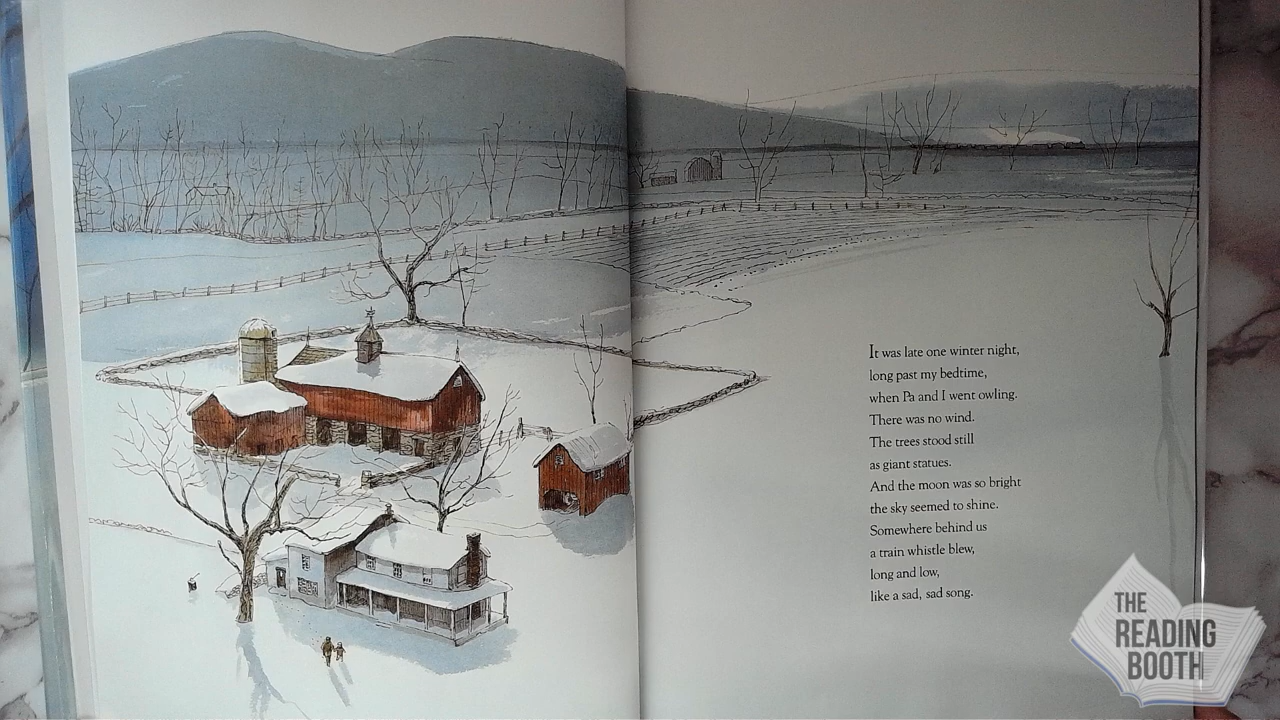 It was late one winter night,
long past my bedtime,
when Pa and I went owling.
There was no wind.
The trees stood still
as giant statues.
And the moon was so bright
the sky seemed to shine.
Somewhere behind us
a train whistle blew,
long and low,
like a sad, sad song.
THE
READING
BOOTH